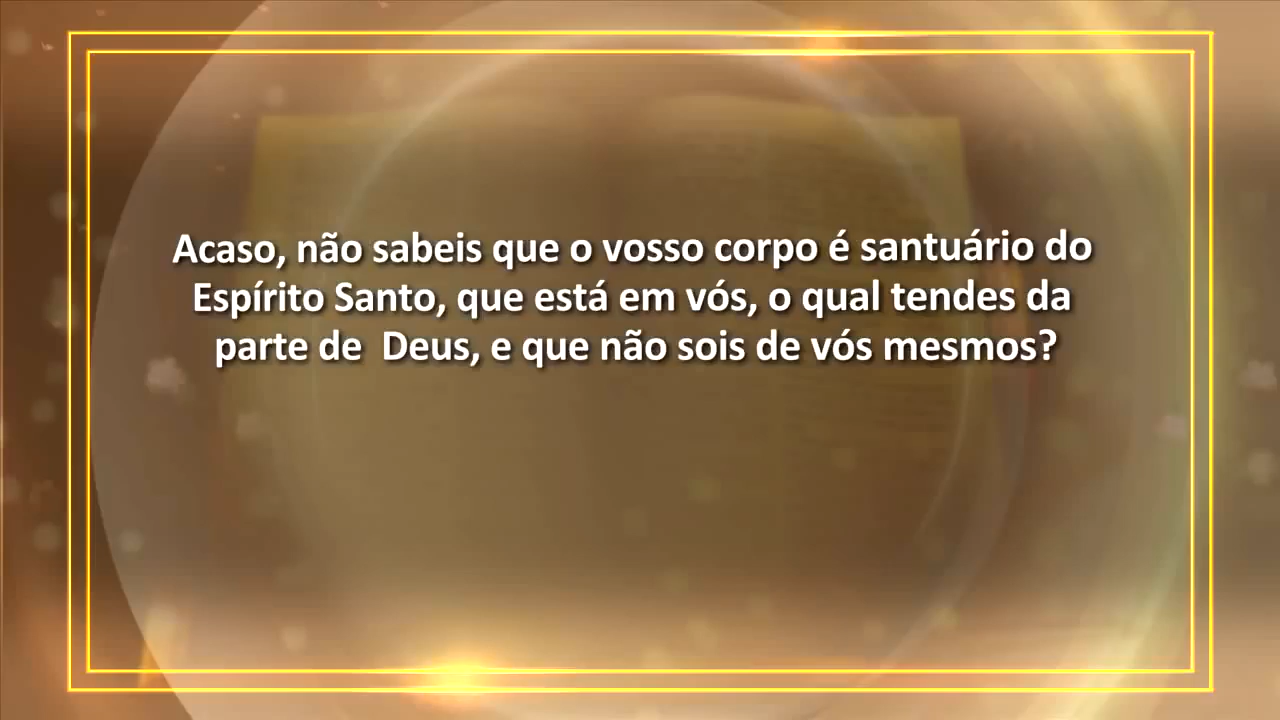 Acaso, não sabeis que o vosso corpo é santuário do
Espírito Santo, que está em vós, o qual tendes da
parte de  Deus, e que não sois de vós mesmos?